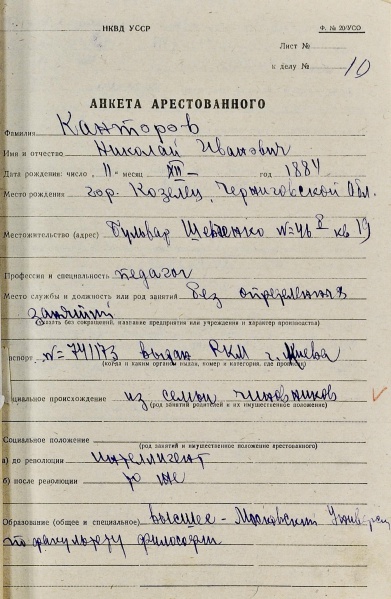 НКВД УССР
Ф. № 20/УСО
Лист №
к делу № 10
АНКЕТА АРЕСТОВАННОГО
Фамилия Канторов
Имя и отчество Николай Иванович
Дата рождения: число „11" месяц XII год 1884
Место рождения гор. Козелец, Черниговской Обл.
Местожительство (адрес) Бульвар Шевченко №46 кв 19
Профессия и специальность педагог
Место службы и должность или род занятий без определения
занятий
(указать без сокращений, название предприятия или учреждения и характер производства)
Паспорт №=741173 выдан РКМ г. Киева
(когда и каким органом выдан, номер и категория, где прописан)
Социальное происхождение из семьи чиновников
(род занятий родителей и их имущественное положение)
Социальное положение
(род занятий и имущественное положение арестованного)
а) до революции интеллигент
б) после революции то же
Образование (общее и специальное) высшее – Московский Универс
по факультету философии